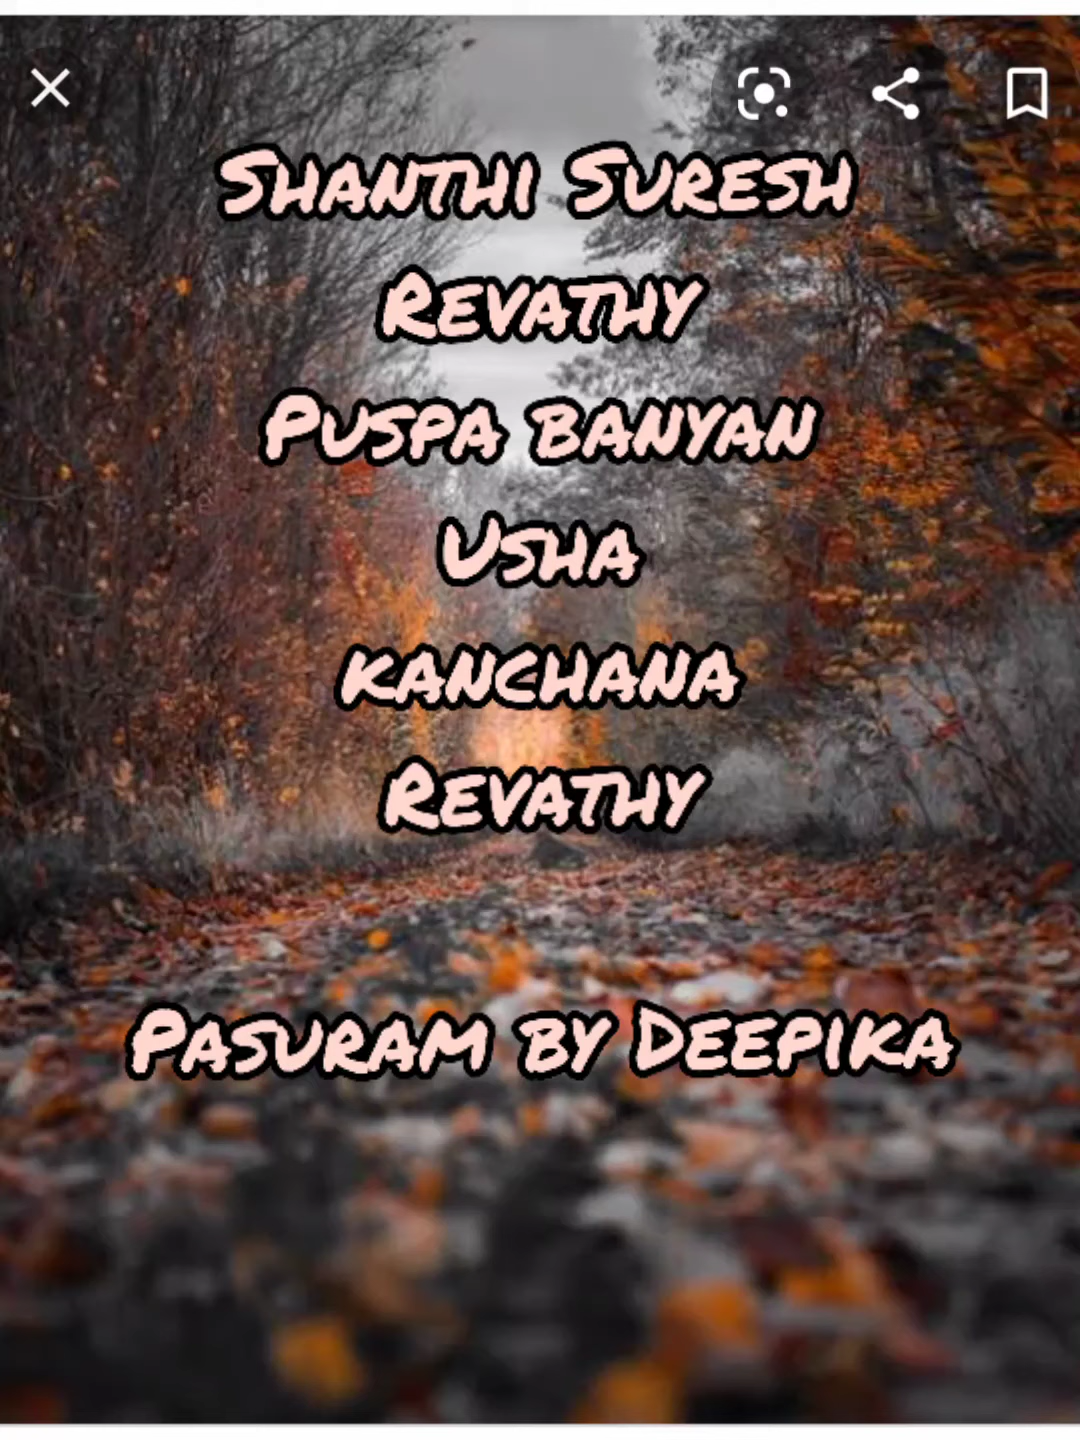 Shanthi Suresh
Revathy
Puspa banyan
Usha
kanchana
Revathy
Pasuram by Deepika